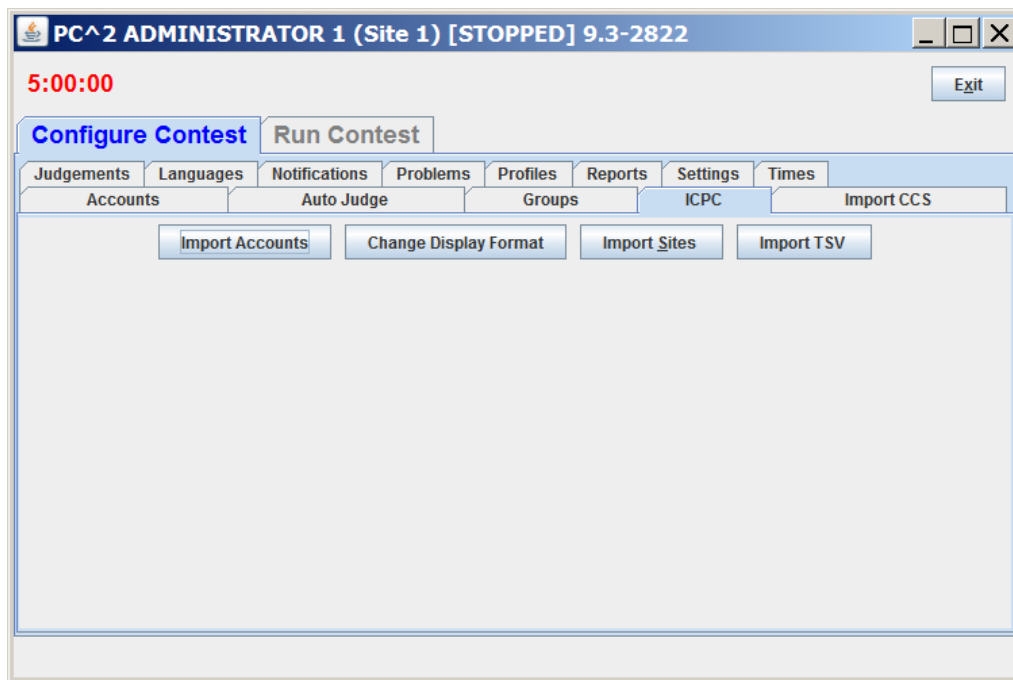 PC^2 ADMINISTRATOR 1 (Site 1) [STOPPED] 9.3-2822
5:00:00 Exit
Configure Contest Run Contest
Judgements Languages Notifications Problems Profiles Reports Settings Times
Accounts Auto Judge Groups ICPC Import CCS
Import Accounts Change Display Format Import Sites Import TSV